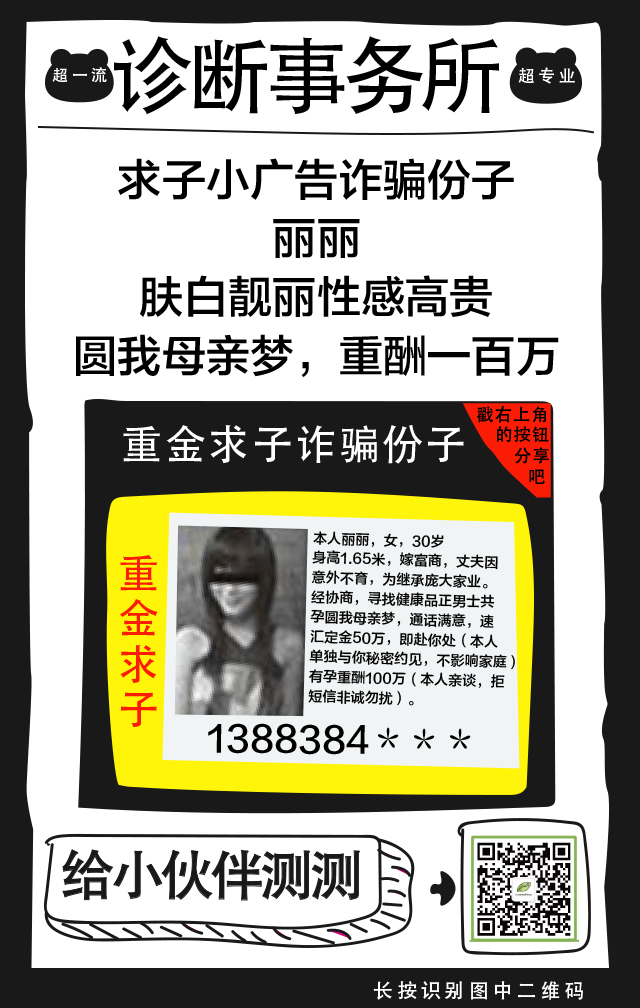 超一流
诊断事务所
超专业
求子小广告诈骗份子
丽丽
肤白靓丽性感高贵
圆我母亲梦，重酬一百万
重金求子诈骗份子
戳右上角
的按钮
分享
吧
重金求子
本人丽丽，女，30岁
身高1.65米，嫁富商，丈夫因
意外不育，为继承庞大家业。
经协商，寻找健康品正男士共
孕圆我母亲梦，通话满意，速
汇定金50万，即赴你处（本人
单独与你秘密约见，不影响家庭）
有孕重酬100万（本人亲谈，拒
短信非诚勿扰）。
1388384＊＊＊
给小伙伴测测
长按识别图中二维码